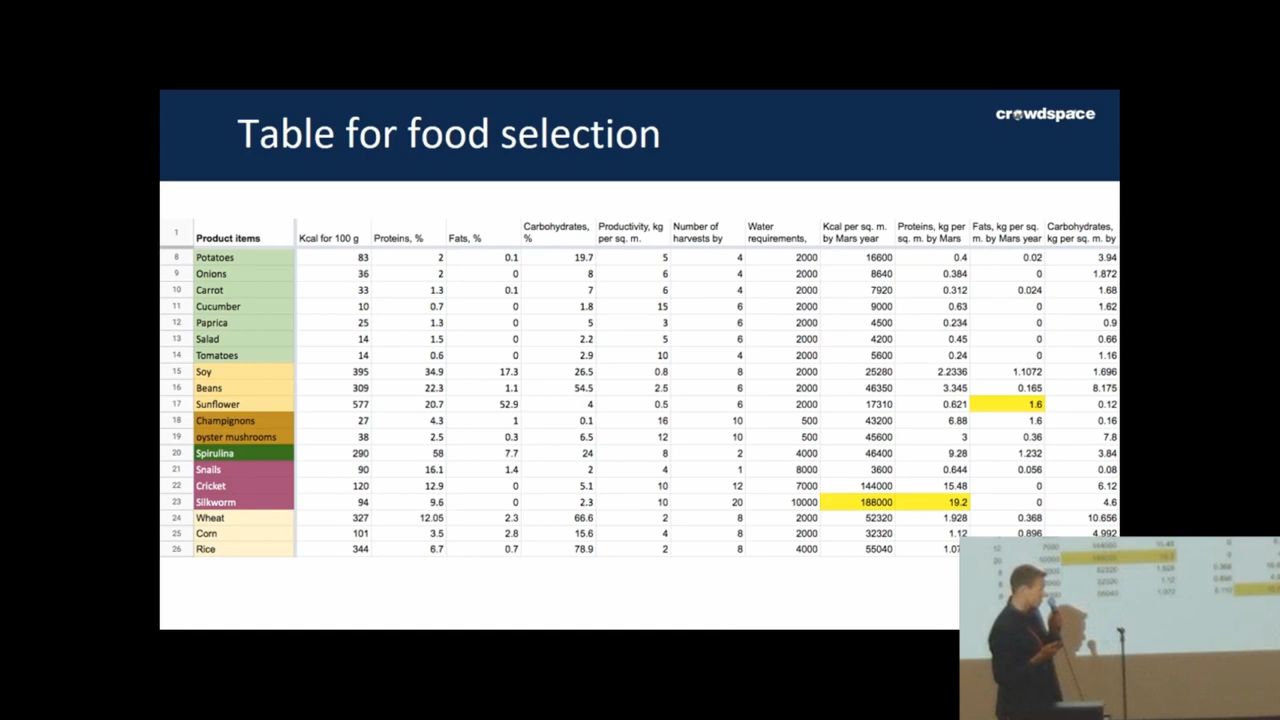 Table for food selection
crowdspace
1 Product items Kcal for 100 g Proteins, % Fats, % Carbohydrates, % Productivity, kg per sq. m. Number of harvests by Water requirements, Kcal per sq. m. by Mars year Proteins, kg per sq. m. by Mars Fats, kg per sq. m. by Mars year Carbohydrates, kg per sq. m. by
8 Potatoes 83 2 0.1 19.7 5 4 2000 16600 0.4 0.02 3.94
9 Onions 36 2 0 8 6 4 2000 8640 0.384 0 1.872
10 Carrot 33 1.3 0.1 7 6 4 2000 7920 0.312 0.024 1.68
11 Cucumber 10 0.7 0 1.8 15 6 2000 9000 0.63 0 1.62
12 Paprica 25 1.3 0 5 3 6 2000 4500 0.234 0 0.9
13 Salad 14 1.5 0 2.2 5 6 2000 4200 0.45 0 0.66
14 Tomatoes 14 0.6 0 2.9 10 4 2000 5600 0.24 0 1.16
15 Soy 395 34.9 17.3 26.5 0.8 8 2000 25280 2.2336 1.1072 1.696
16 Beans 309 22.3 1.1 54.5 2.5 6 2000 46350 3.345 0.165 8.175
17 Sunflower 577 20.7 52.9 4 0.5 6 2000 17310 0.621 1.6 0.12
18 Champignons 27 4.3 1 0.1 16 10 500 43200 6.88 1.6 0.16
19 oyster mushrooms 38 2.5 0.3 6.5 12 10 500 45600 3 0.36 7.8
20 Spirulina 290 58 7.7 24 8 2 4000 46400 9.28 1.232 3.84
21 Snails 90 16.1 1.4 2 4 1 8000 3600 0.644 0.056 0.08
22 Cricket 120 12.9 0 5.1 10 12 7000 144000 15.48 0 6.12
23 Silkworm 94 9.6 0 2.3 10 20 10000 188000 19.2 0 4.6
24 Wheat 327 12.05 2.3 66.6 2 8 2000 52320 1.928 0.368 10.656
25 Corn 101 3.5 2.8 15.6 4 8 2000 32320 1.12 0.896 4.992
26 Rice 344 6.7 0.7 78.9 2 8 4000 55040